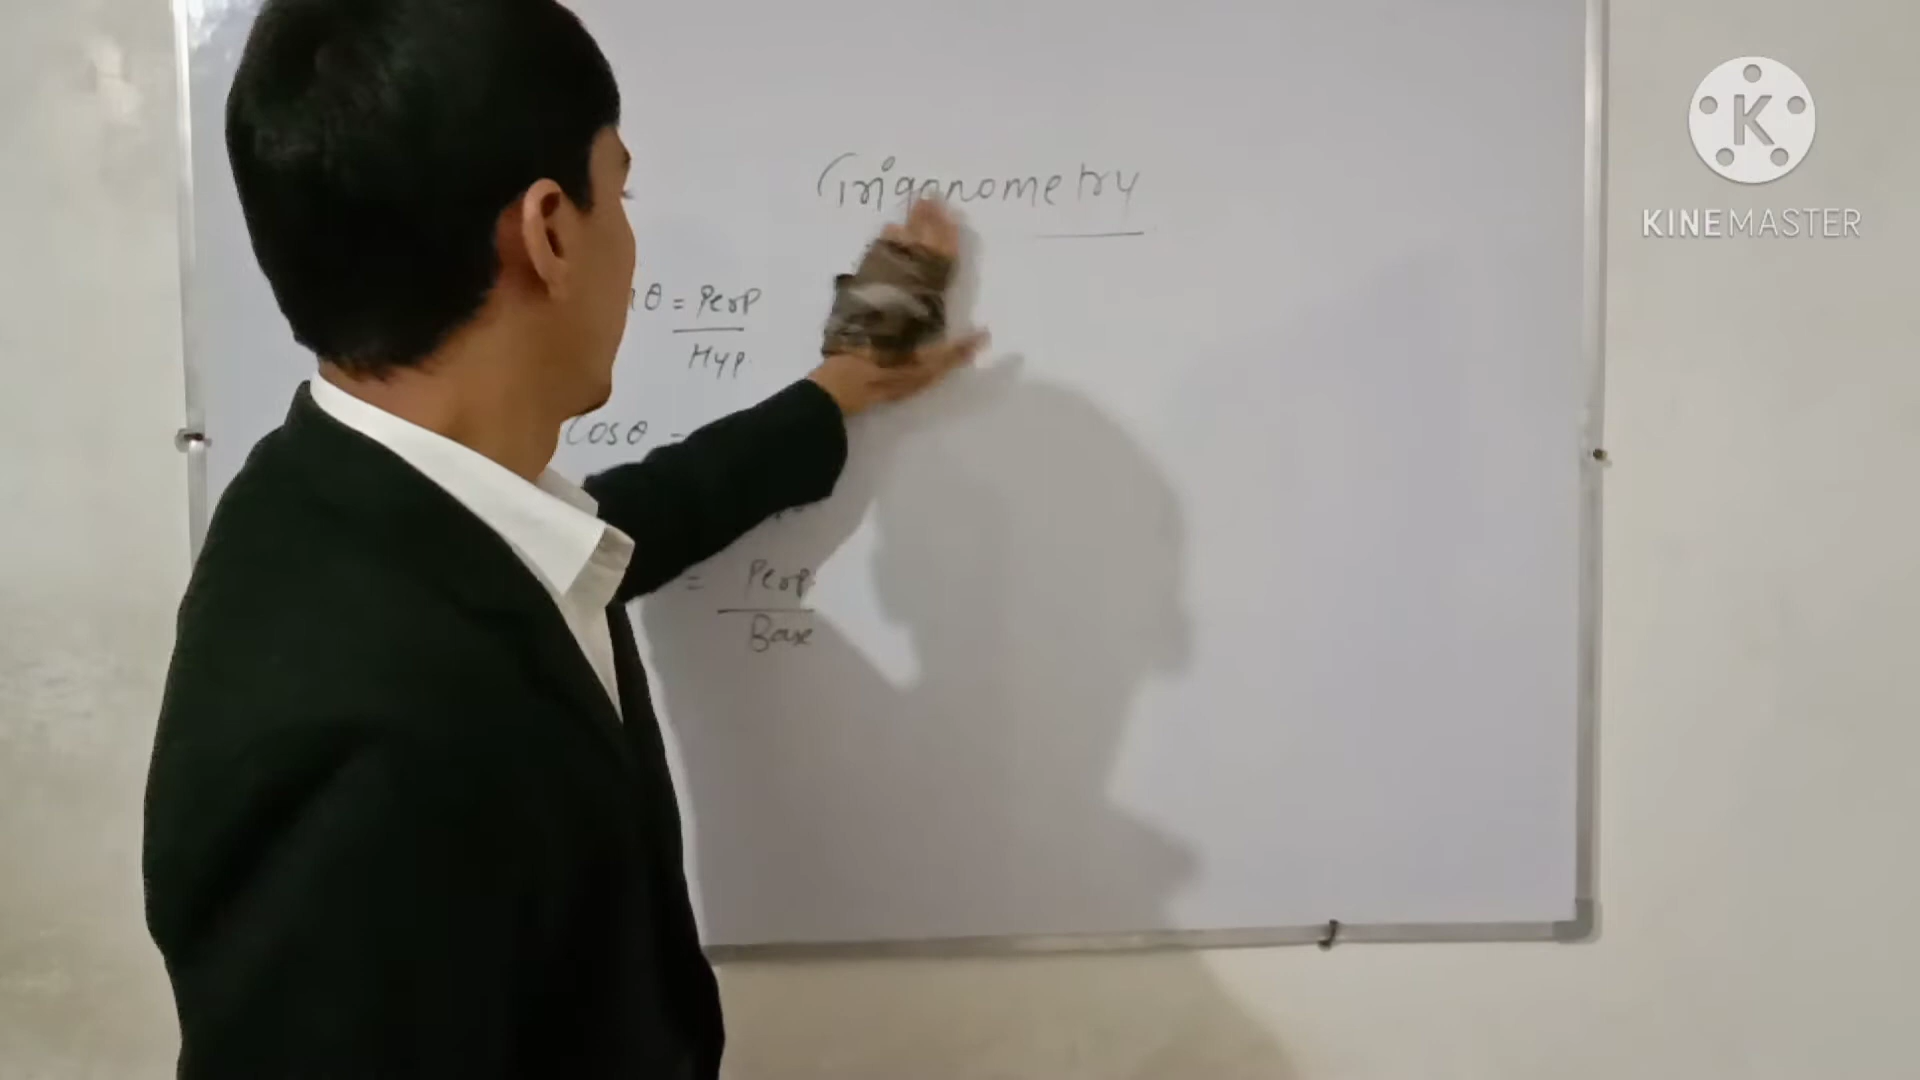 Trigonometry
K
KINEMASTER
θ = Perp
Hyp.
Cosθ =
= Perp
Base